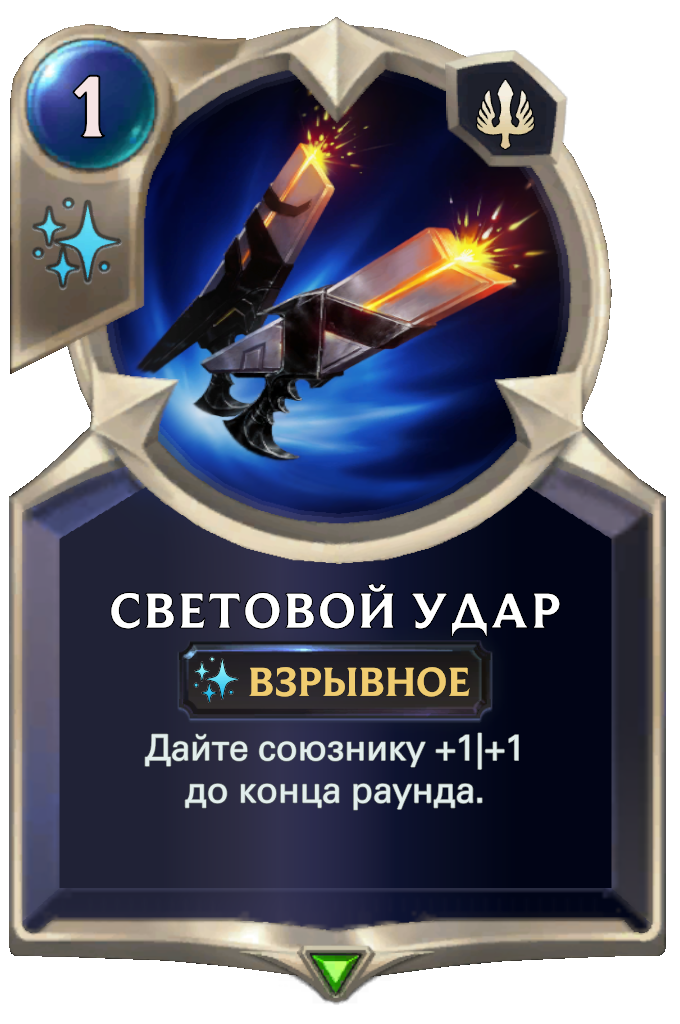 1
СВЕТОВОЙ УДАР
ВЗРЫВНОЕ
Дайте союзнику +1|+1
до конца раунда.